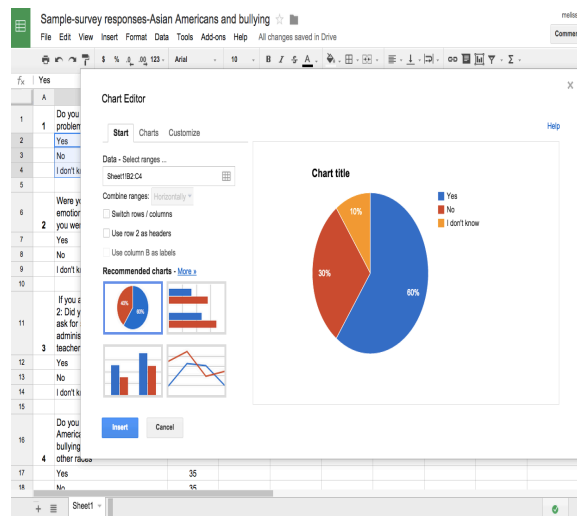 Sample-survey responses-Asian Americans and bullying
File Edit View Insert Format Data Tools Add-ons Help All changes saved in Drive
$ % .0 .00 123 Arial 10 B I S A
fx Yes
A
Chart Editor
Help
Start Charts Customize
Data - Select ranges ...
Sheet1!B2:C4
Combine ranges: Horizontally
Switch rows / columns
Use row 2 as headers
Use column B as labels
Recommended charts - More »
40%
60%
Insert Cancel
Chart title
Yes
No
I don't know
10%
30%
60%
1 1 Do you
problem
2 Yes
3 No
4 I don't
5
6 2 Were
emotion
you
7 Yes
8 No
9 I don't
10
11 3 If you
2: Did
ask for
adminis
teacher
12 Yes
13 No
14 I don't
15
16 4 Do you
America
bullying
other races
17 Yes 35
18 No 35
Sheet1